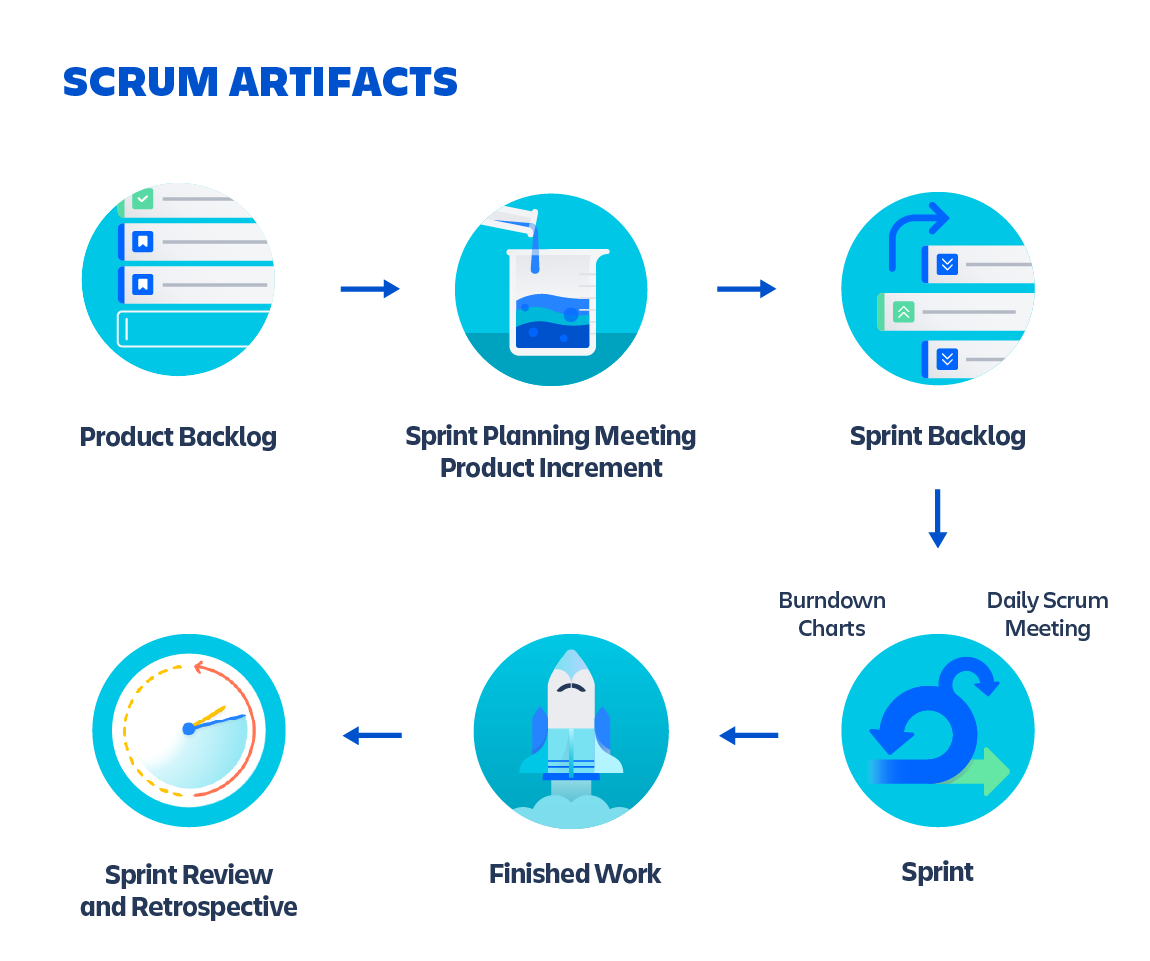 SCRUM ARTIFACTS
Product Backlog
Sprint Planning Meeting
Product Increment
Sprint Backlog
Burndown
Charts
Daily Scrum
Meeting
Sprint Review
and Retrospective
Finished Work
Sprint